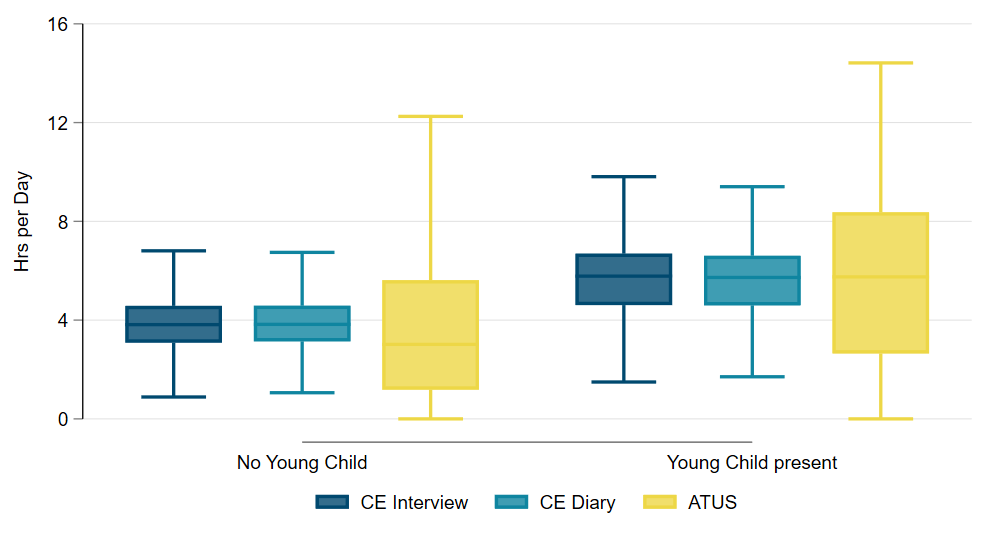 16
12
8
4
0
Hrs per Day
No Young Child
Young Child present
CE Interview
CE Diary
ATUS